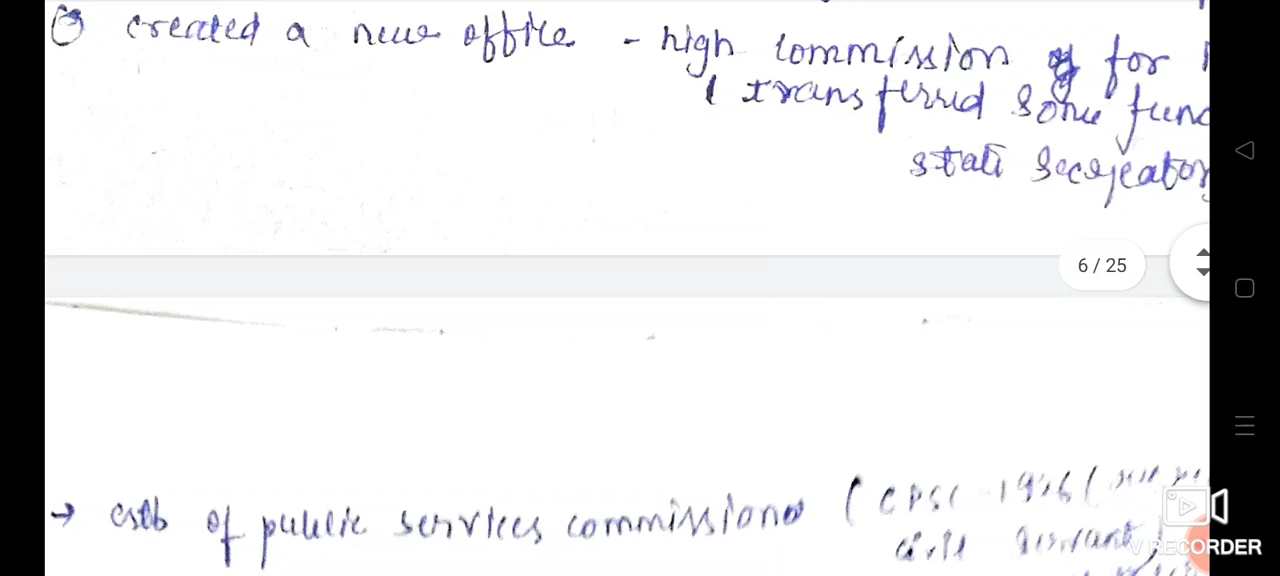 created a new office - high commission for
( transferred some func
state secretary
6 / 25
→ estb of public services commission (CPSC - 1926 (
civil servant)
V RECORDER